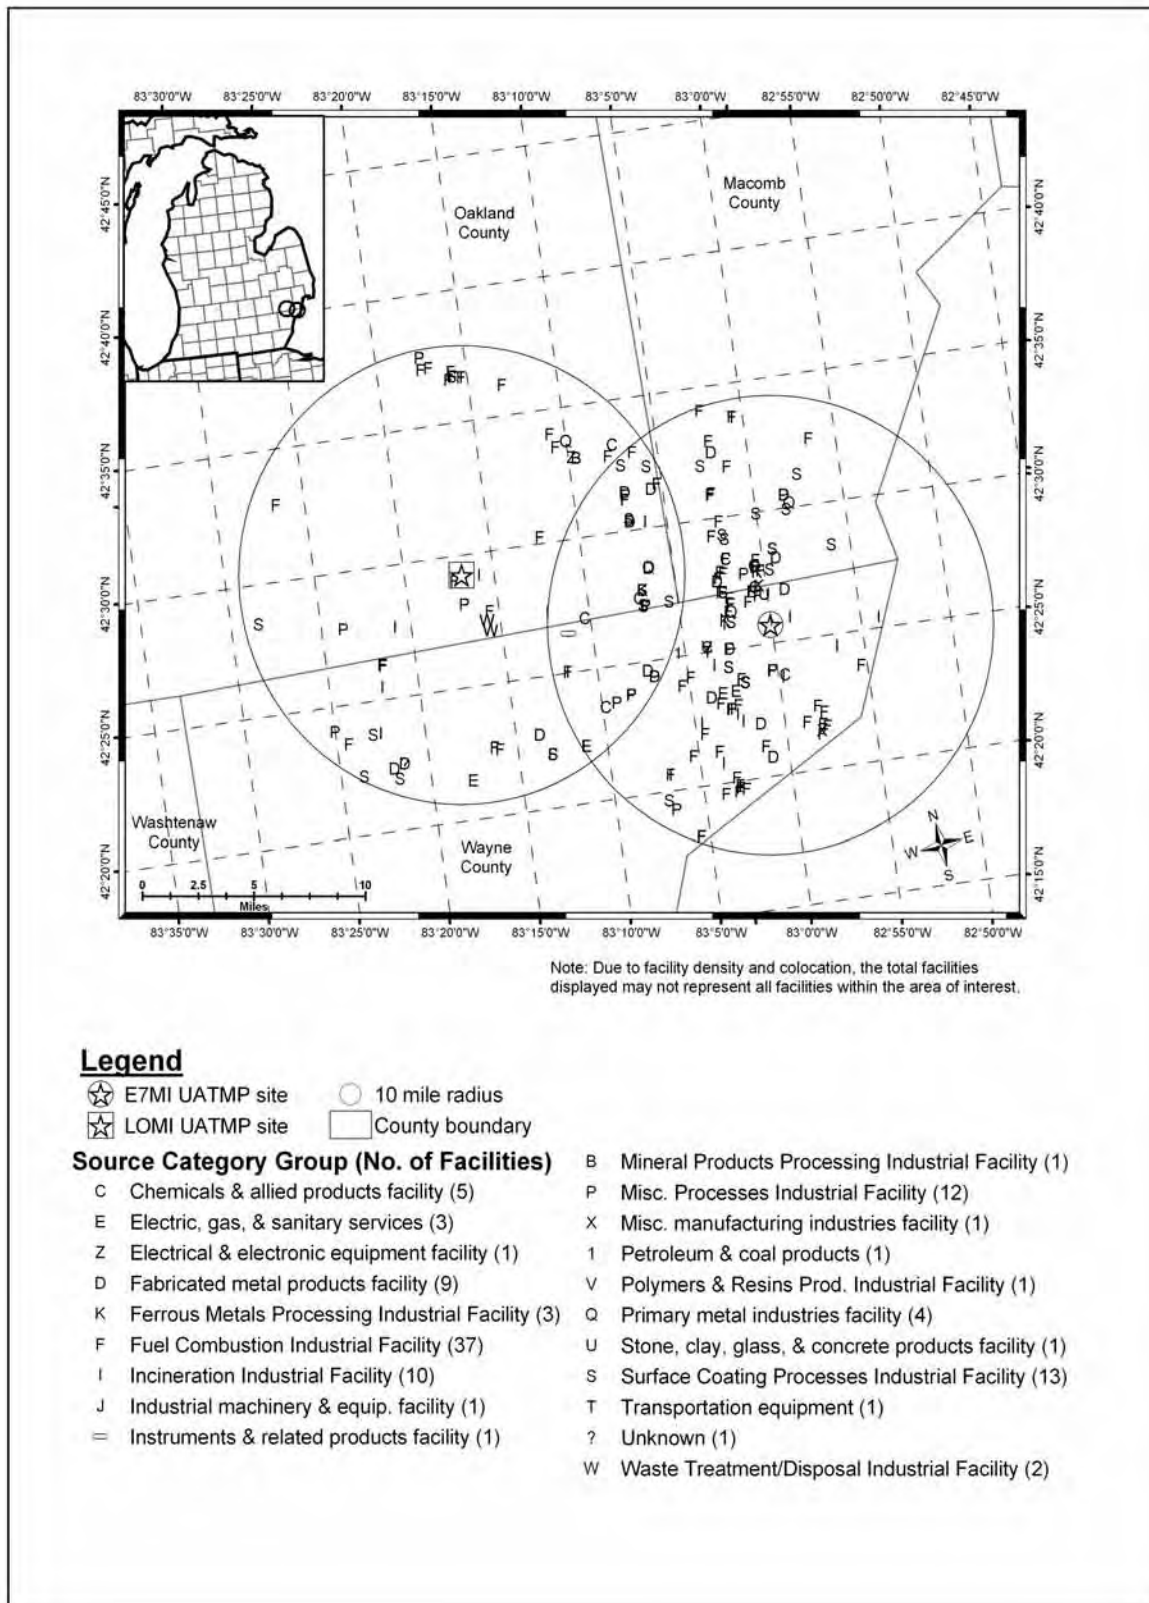 83°30'0"W 83°25'0"W 83°20'0"W 83°15'0"W 83°10'0"W 83°5'0"W 83°0'0"W 82°55'0"W 82°50'0"W 82°45'0"W
42°45'0"N
42°40'0"N
42°35'0"N
42°30'0"N
42°25'0"N
42°20'0"N
42°40'0"N
42°35'0"N
42°30'0"N
42°25'0"N
42°20'0"N
42°15'0"N
Macomb
County
Oakland
County
Washtenaw
County
Wayne
County
N
W E
S
0 2.5 5 10
Miles
83°35'0"W 83°30'0"W 83°25'0"W 83°20'0"W 83°15'0"W 83°10'0"W 83°5'0"W 83°0'0"W 82°55'0"W 82°50'0"W
Note: Due to facility density and colocation, the total facilities
displayed may not represent all facilities within the area of interest.
Legend
E7MI UATMP site
10 mile radius
LOMI UATMP site
County boundary
Source Category Group (No. of Facilities)
C Chemicals & allied products facility (5)
E Electric, gas, & sanitary services (3)
Z Electrical & electronic equipment facility (1)
D Fabricated metal products facility (9)
K Ferrous Metals Processing Industrial Facility (3)
F Fuel Combustion Industrial Facility (37)
I Incineration Industrial Facility (10)
J Industrial machinery & equip. facility (1)
Instruments & related products facility (1)
B Mineral Products Processing Industrial Facility (1)
P Misc. Processes Industrial Facility (12)
X Misc. manufacturing industries facility (1)
1 Petroleum & coal products (1)
V Polymers & Resins Prod. Industrial Facility (1)
Q Primary metal industries facility (4)
U Stone, clay, glass, & concrete products facility (1)
S Surface Coating Processes Industrial Facility (13)
T Transportation equipment (1)
? Unknown (1)
W Waste Treatment/Disposal Industrial Facility (2)